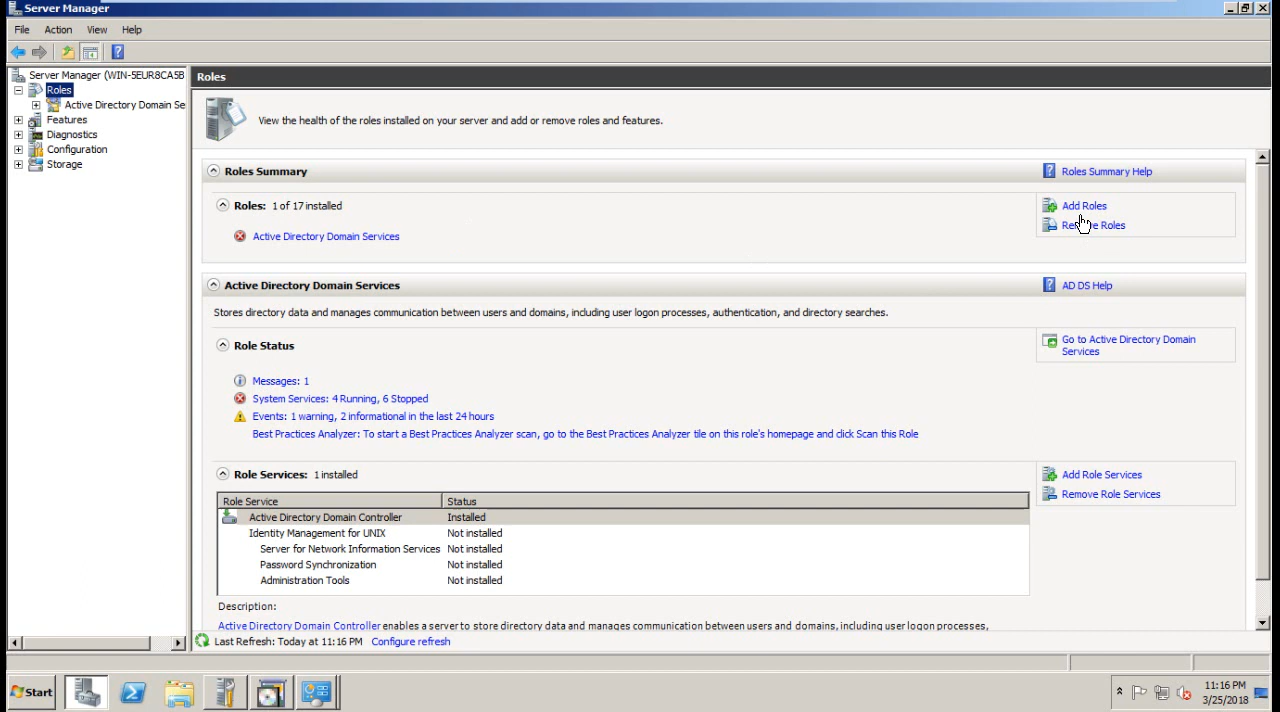 Server Manager
File Action View Help
Server Manager (WIN-5EUR8CA5B
Roles
Active Directory Domain Se
Features
Diagnostics
Configuration
Storage
Roles
View the health of the roles installed on your server and add or remove roles and features.
Roles Summary
Roles Summary Help
Roles: 1 of 17 installed
Add Roles
Remove Roles
Active Directory Domain Services
Active Directory Domain Services
AD DS Help
Stores directory data and manages communication between users and domains, including user logon processes, authentication, and directory searches.
Role Status
Go to Active Directory Domain
Services
Messages: 1
System Services: 4 Running, 6 Stopped
Events: 1 warning, 2 informational in the last 24 hours
Best Practices Analyzer: To start a Best Practices Analyzer scan, go to the Best Practices Analyzer tile on this role's homepage and click Scan this Role
Role Services: 1 installed
Add Role Services
Remove Role Services
Role Service Status
Active Directory Domain Controller Installed
Identity Management for UNIX Not installed
Server for Network Information Services Not installed
Password Synchronization Not installed
Administration Tools Not installed
Description:
Active Directory Domain Controller enables a server to store directory data and manages communication between users and domains, including user logon processes,
Last Refresh: Today at 11:16 PM Configure refresh
Start
11:16 PM
3/25/2018